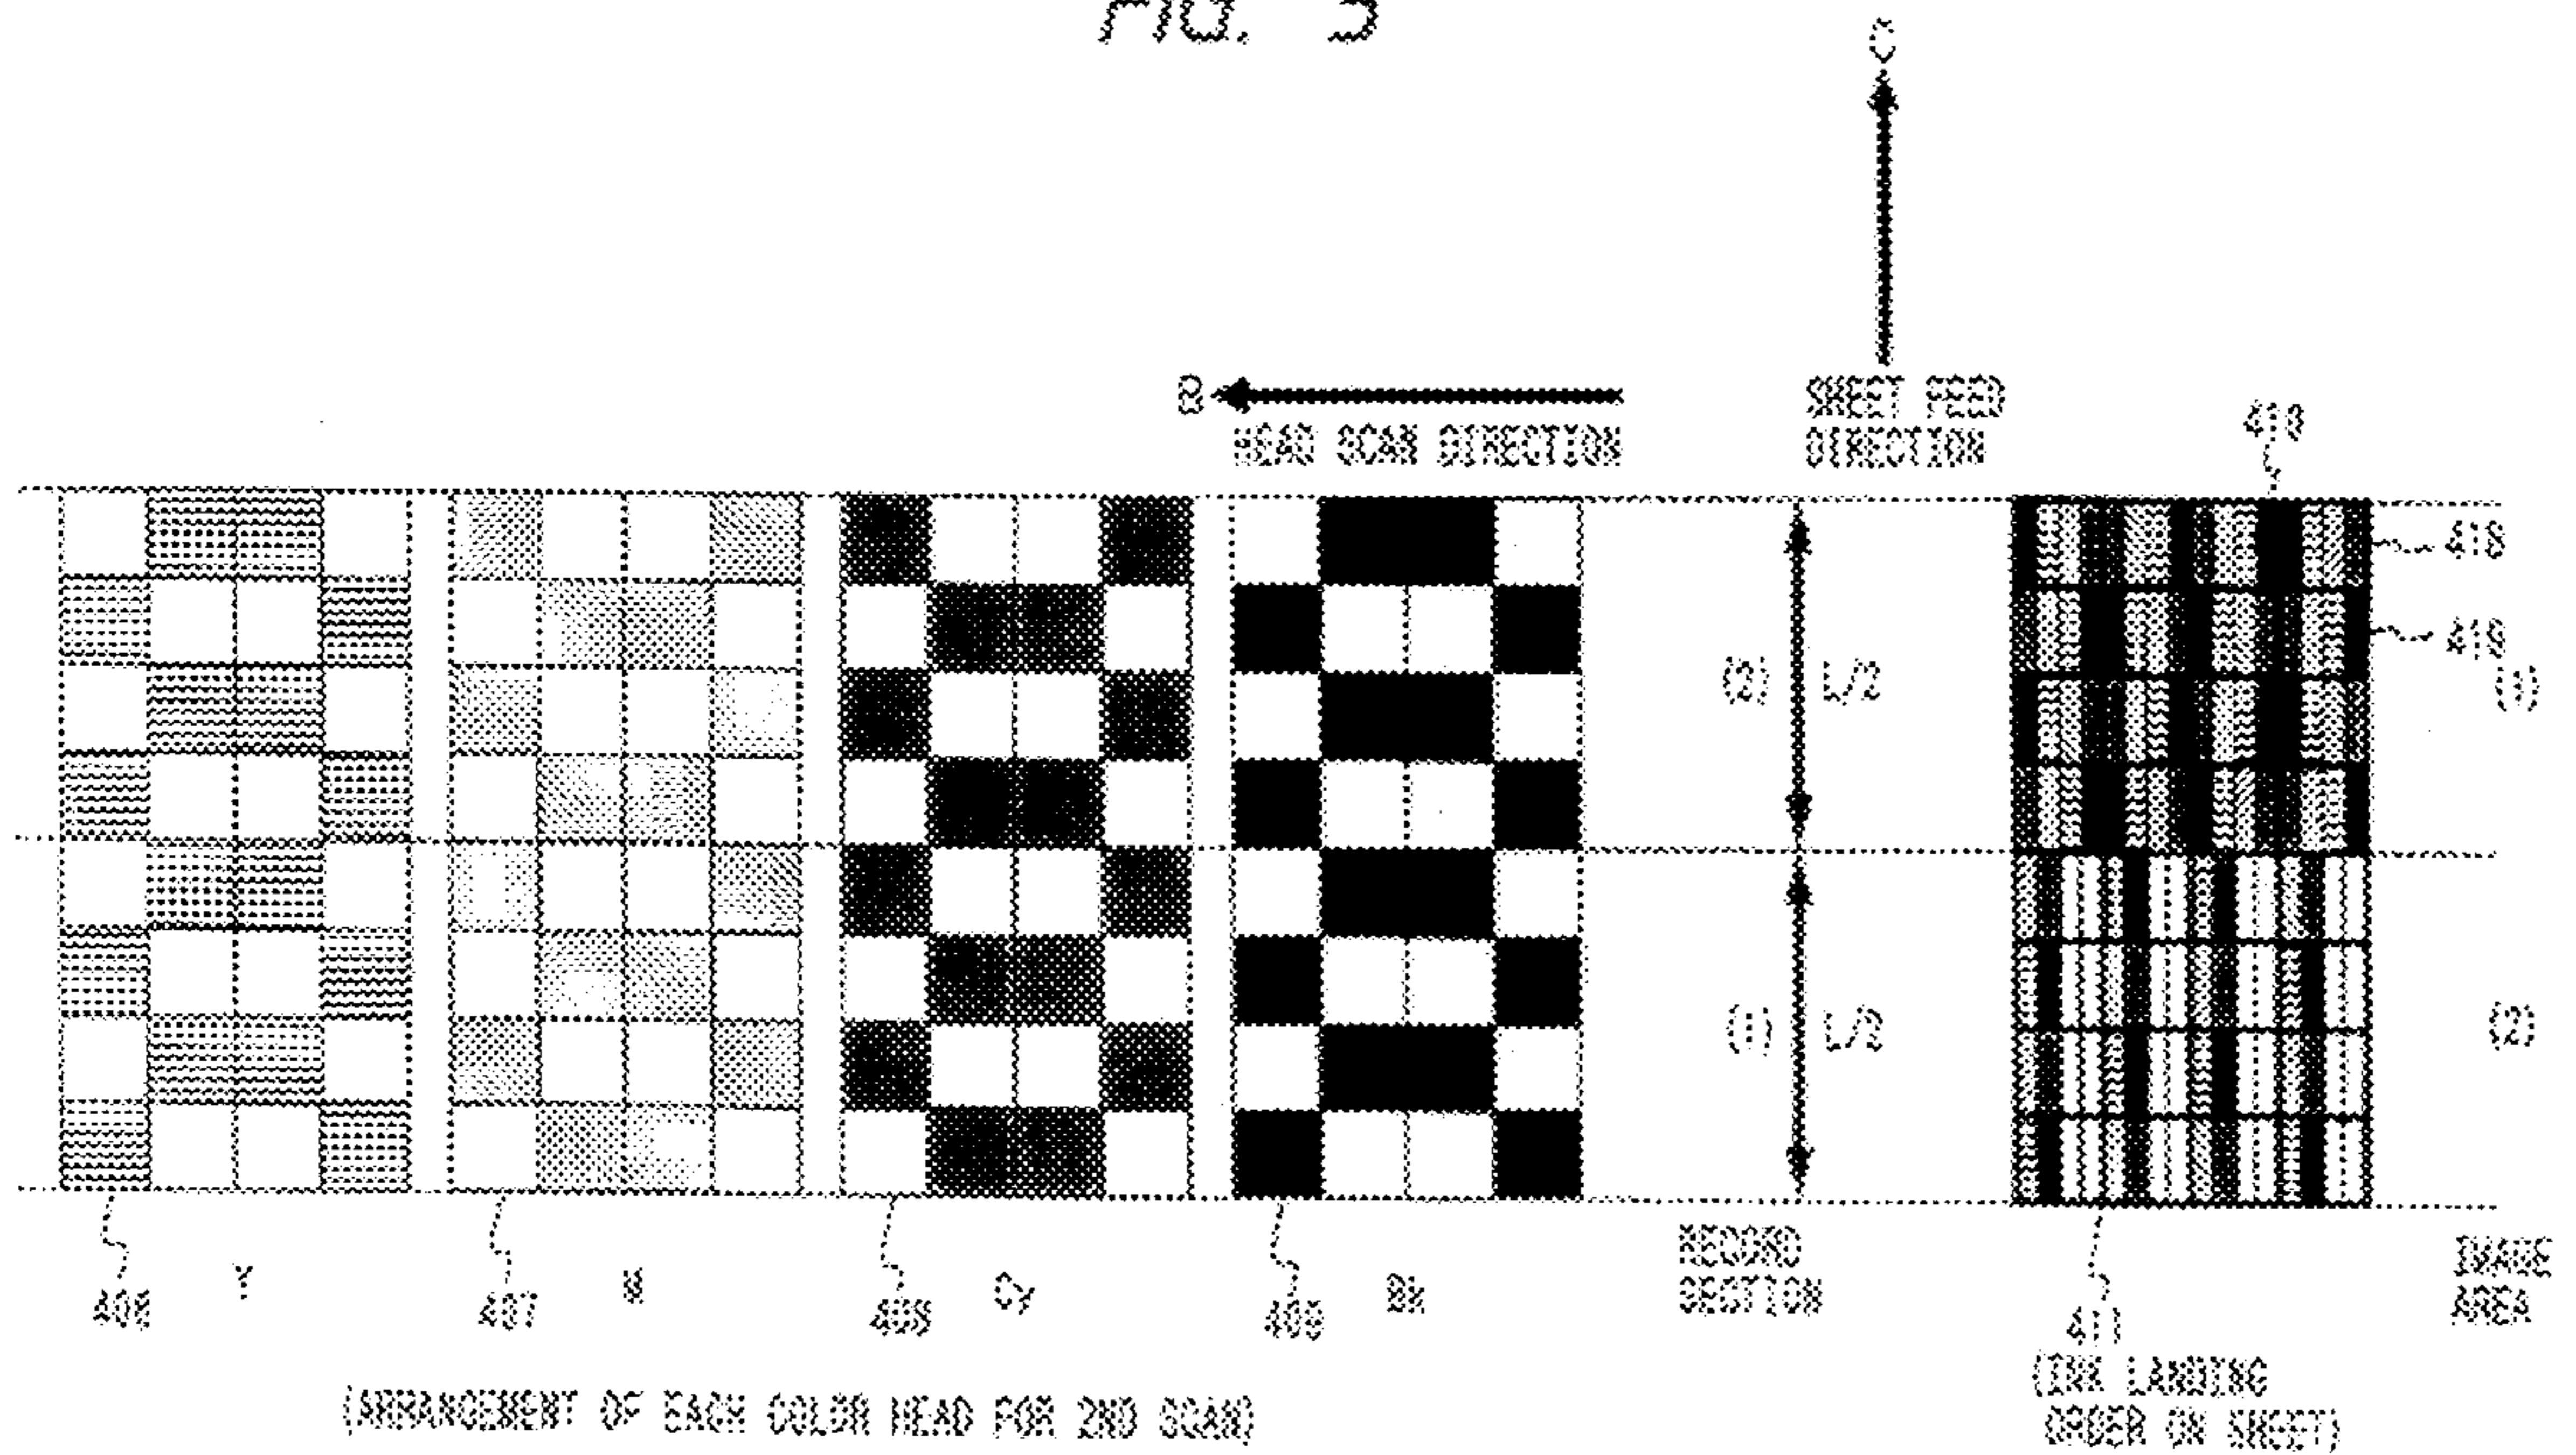 FIG. 5
C
B
HEAD SCAN DIRECTION
SHEET FEED
DIRECTION
410
418
419
(2) L/2
(1)
(1) L/2
(2)
406 Y
407 M
408 Cy
409 Bk
RECORD
SECTION
411
IMAGE
AREA
(ARRANGEMENT OF EACH COLOR HEAD FOR 2ND SCAN)
(INK LANDING
ORDER ON SHEET)